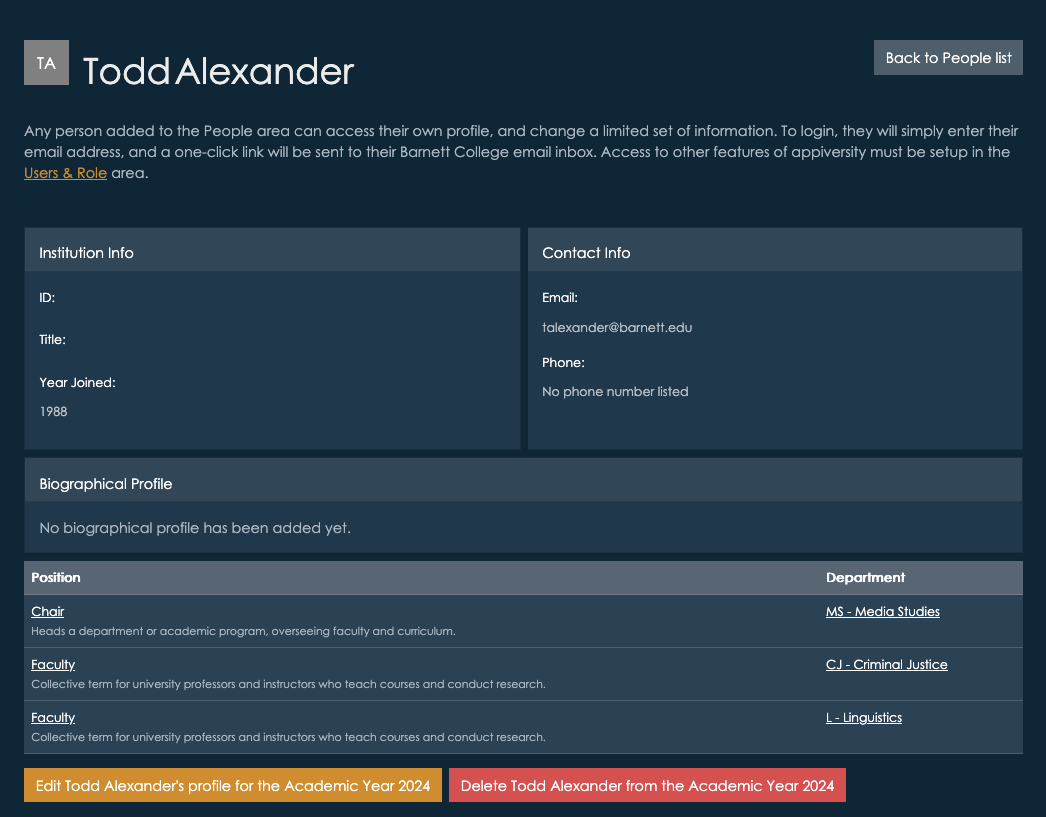 TA
Todd Alexander
Back to People list
Any person added to the People area can access their own profile, and change a limited set of information. To login, they will simply enter their
email address, and a one-click link will be sent to their Barnett College email inbox. Access to other features of appiversity must be setup in the
Users & Role area.
Institution Info
ID:
Title:
Year Joined:
1988
Contact Info
Email:
talexander@barnett.edu
Phone:
No phone number listed
Biographical Profile
No biographical profile has been added yet.
Position Department
Chair MS - Media Studies
Heads a department or academic program, overseeing faculty and curriculum.
Faculty CJ - Criminal Justice
Collective term for university professors and instructors who teach courses and conduct research.
Faculty L - Linguistics
Collective term for university professors and instructors who teach courses and conduct research.
Edit Todd Alexander's profile for the Academic Year 2024
Delete Todd Alexander from the Academic Year 2024